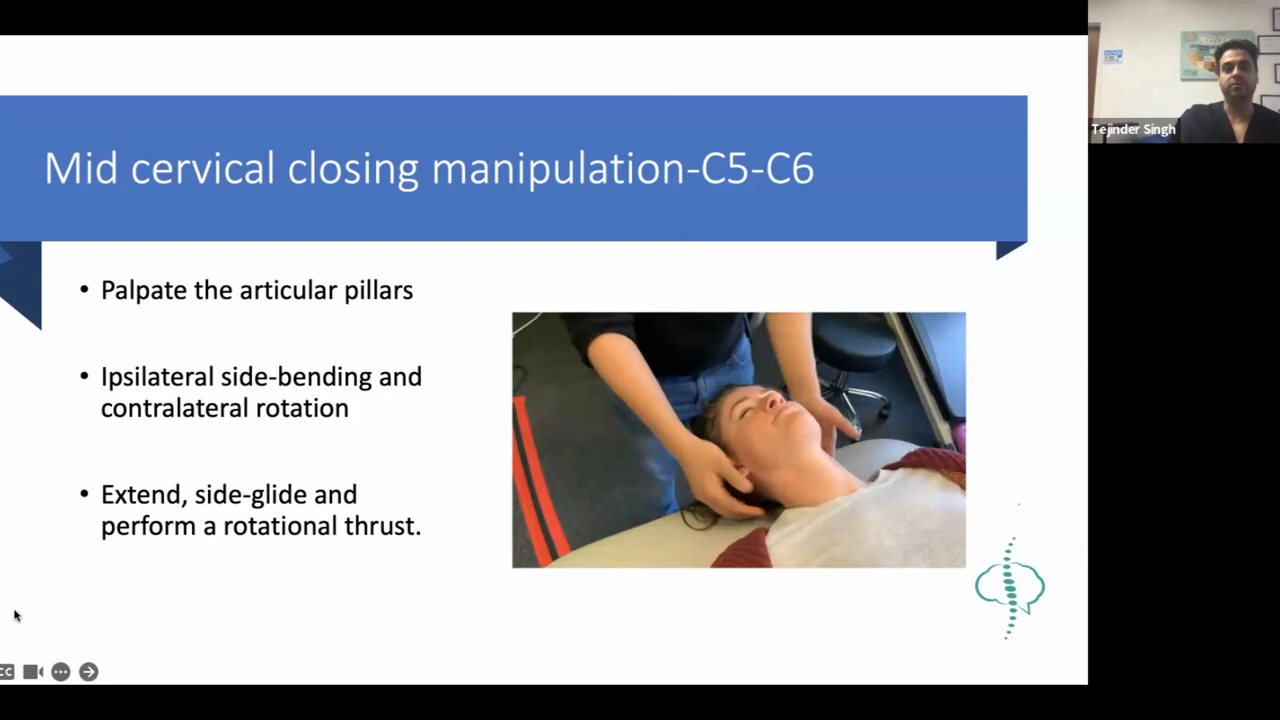 Mid cervical closing manipulation-C5-C6
• Palpate the articular pillars
• Ipsilateral side-bending and
contralateral rotation
• Extend, side-glide and
perform a rotational thrust.
Tejinder Singh
CC